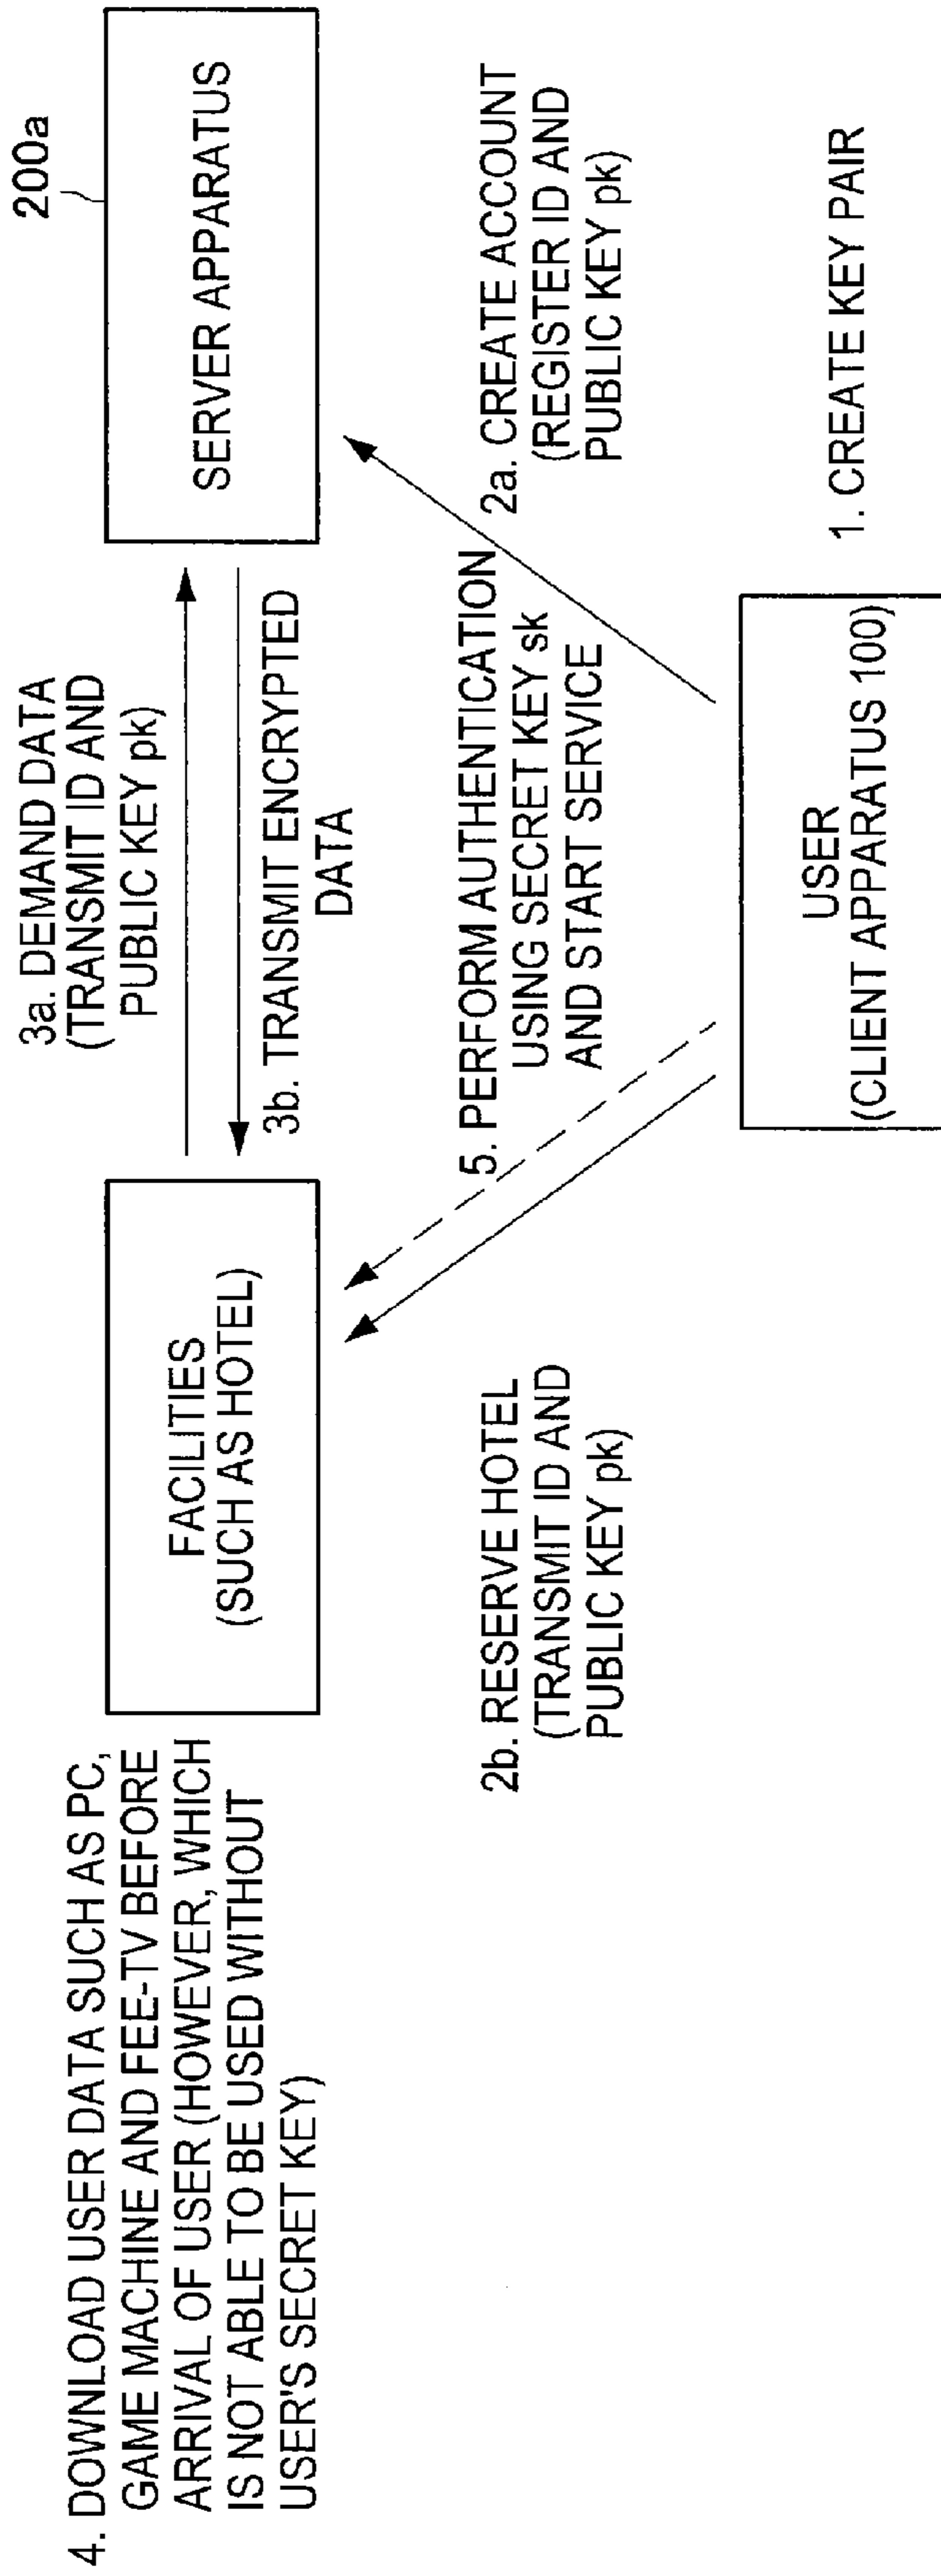 200a
SERVER APPARATUS
3a. DEMAND DATA
(TRANSMIT ID AND
PUBLIC KEY pk)
3b. TRANSMIT ENCRYPTED
DATA
FACILITIES
(SUCH AS HOTEL)
4. DOWNLOAD USER DATA SUCH AS PC,
GAME MACHINE AND FEE-TV BEFORE
ARRIVAL OF USER (HOWEVER, WHICH
IS NOT ABLE TO BE USED WITHOUT
USER'S SECRET KEY)
2a. CREATE ACCOUNT
(REGISTER ID AND
PUBLIC KEY pk)
5. PERFORM AUTHENTICATION
USING SECRET KEY sk
AND START SERVICE
2b. RESERVE HOTEL
(TRANSMIT ID AND
PUBLIC KEY pk)
1. CREATE KEY PAIR
USER
(CLIENT APPARATUS 100)